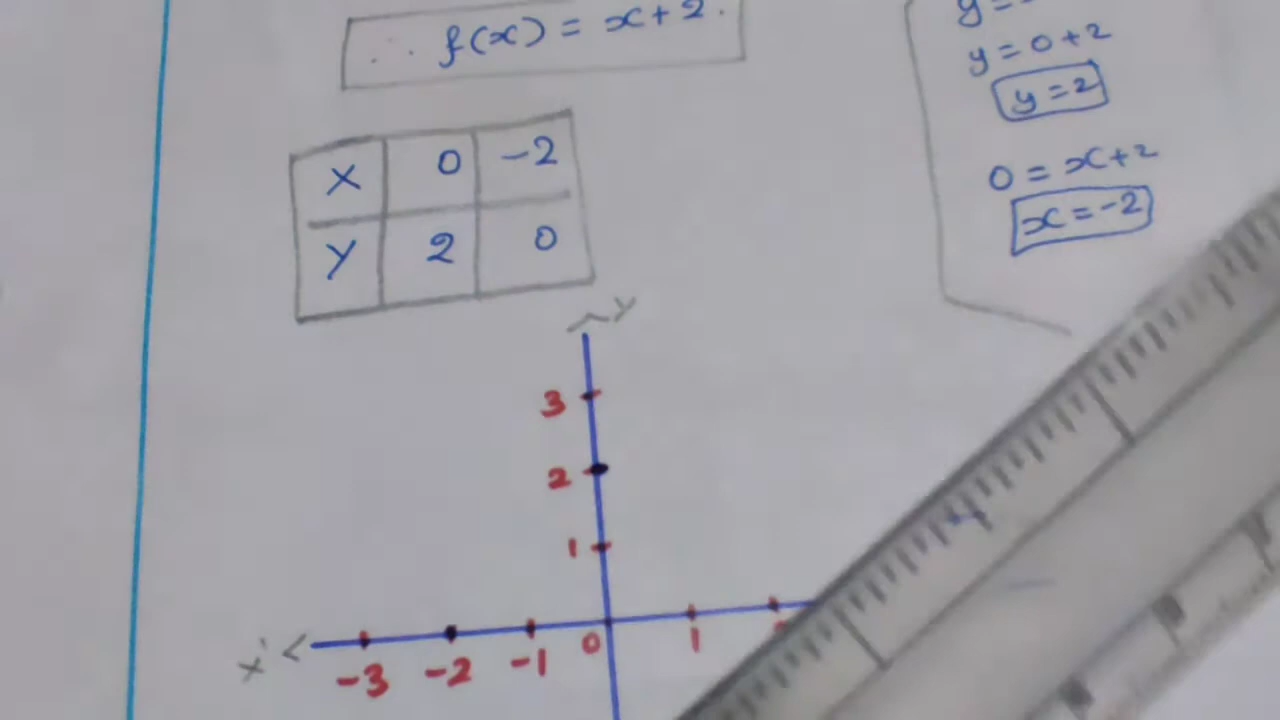 f(x) = x+2.
y =
y = 0+2
y = 2
0 = x+2
x = -2
X 0 -2
Y 2 0
Y
3
2
1
X' -3 -2 -1 0 1